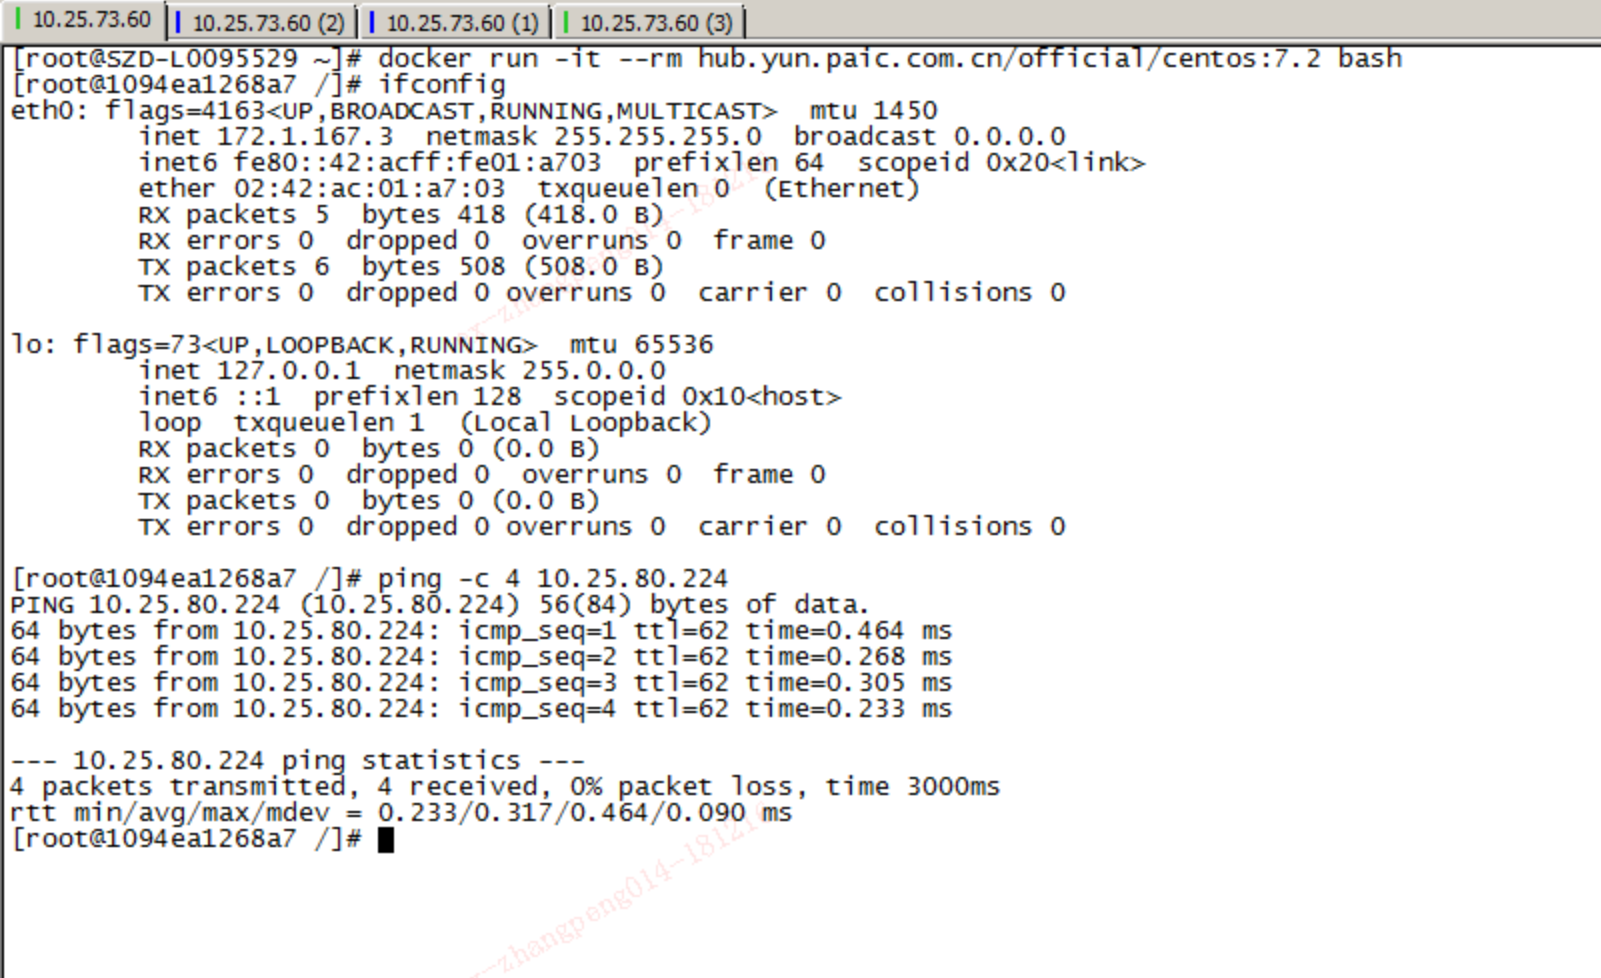 10.25.73.60 10.25.73.60 (2) 10.25.73.60 (1) 10.25.73.60 (3)
[root@SZD-L0095529 ~]# docker run -it --rm hub.yun.paic.com.cn/official/centos:7.2 bash
[root@1094ea1268a7 /]# ifconfig
eth0: flags=4163<UP,BROADCAST,RUNNING,MULTICAST>  mtu 1450
        inet 172.1.167.3  netmask 255.255.255.0  broadcast 0.0.0.0
        inet6 fe80::42:acff:fe01:a703  prefixlen 64  scopeid 0x20<link>
        ether 02:42:ac:01:a7:03  txqueuelen 0  (Ethernet)
        RX packets 5  bytes 418 (418.0 B)
        RX errors 0  dropped 0  overruns 0  frame 0
        TX packets 6  bytes 508 (508.0 B)
        TX errors 0  dropped 0 overruns 0  carrier 0  collisions 0
lo: flags=73<UP,LOOPBACK,RUNNING>  mtu 65536
        inet 127.0.0.1  netmask 255.0.0.0
        inet6 ::1  prefixlen 128  scopeid 0x10<host>
        loop  txqueuelen 1  (Local Loopback)
        RX packets 0  bytes 0 (0.0 B)
        RX errors 0  dropped 0  overruns 0  frame 0
        TX packets 0  bytes 0 (0.0 B)
        TX errors 0  dropped 0 overruns 0  carrier 0  collisions 0
[root@1094ea1268a7 /]# ping -c 4 10.25.80.224
PING 10.25.80.224 (10.25.80.224) 56(84) bytes of data.
64 bytes from 10.25.80.224: icmp_seq=1 ttl=62 time=0.464 ms
64 bytes from 10.25.80.224: icmp_seq=2 ttl=62 time=0.268 ms
64 bytes from 10.25.80.224: icmp_seq=3 ttl=62 time=0.305 ms
64 bytes from 10.25.80.224: icmp_seq=4 ttl=62 time=0.233 ms
--- 10.25.80.224 ping statistics ---
4 packets transmitted, 4 received, 0% packet loss, time 3000ms
rtt min/avg/max/mdev = 0.233/0.317/0.464/0.090 ms
[root@1094ea1268a7 /]#